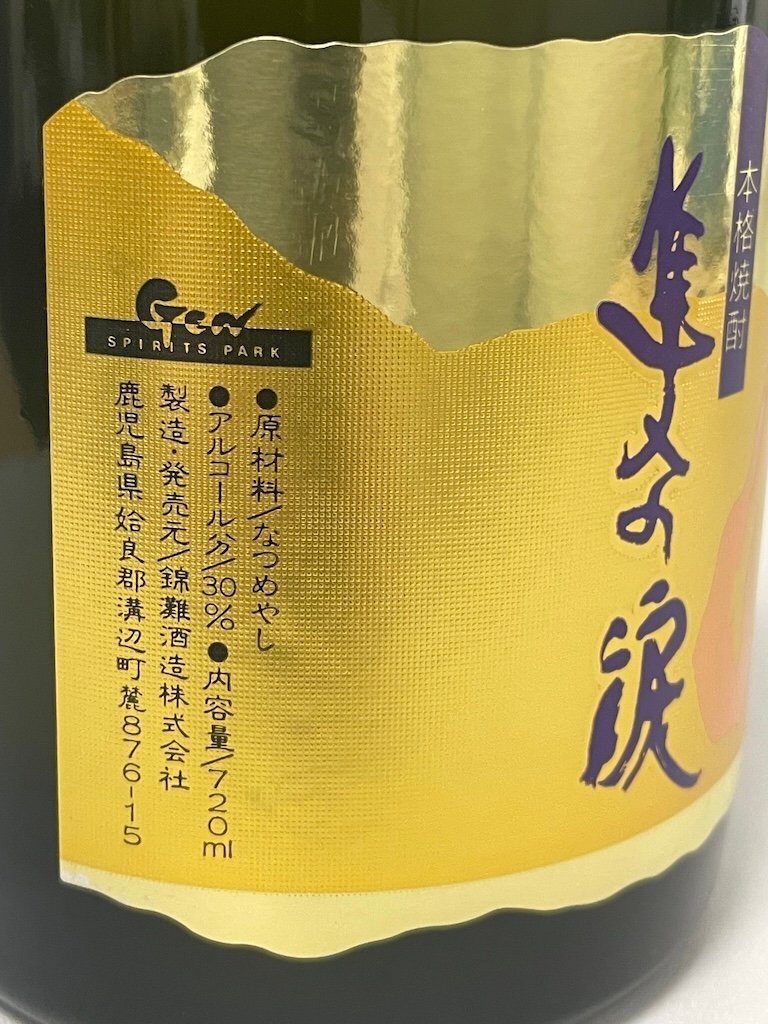 本格焼酎
隼人の涙
Gen
SPIRITS PARK
●原材料/なつめやし
●アルコール分/30% ●内容量/720ml
製造・発売元/錦灘酒造株式会社
鹿児島県姶良郡溝辺町麓876-15